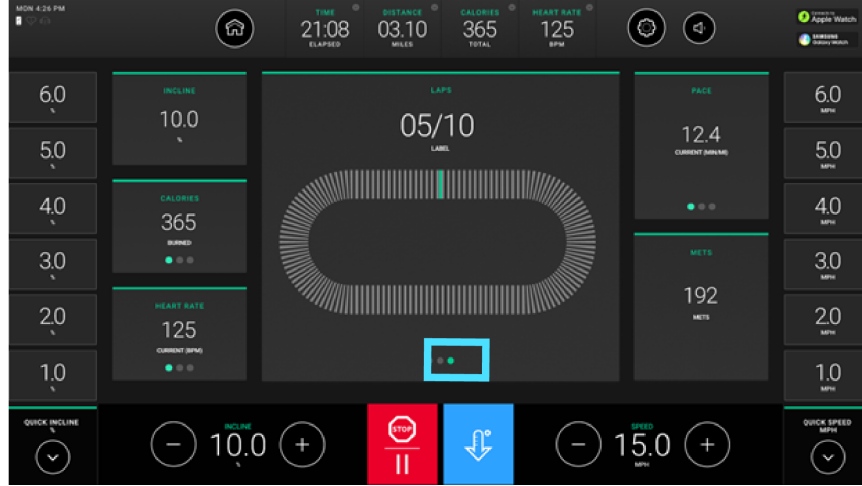 MON 4:26 PM
TIME
21:08
ELAPSED
DISTANCE
03.10
MILES
CALORIES
365
TOTAL
HEART RATE
125
BPM
Connects to
Apple Watch
SAMSUNG
Galaxy Watch
6.0
%
5.0
%
4.0
%
3.0
%
2.0
%
1.0
%
QUICK INCLINE
%
INCLINE
10.0
%
CALORIES
365
BURNED
HEART RATE
125
CURRENT (BPM)
LAPS
05/10
LABEL
PACE
12.4
CURRENT (MIN/MI)
METS
192
METS
6.0
MPH
5.0
MPH
4.0
MPH
3.0
MPH
2.0
MPH
1.0
MPH
QUICK SPEED
MPH
INCLINE
− 10.0 +
%
STOP
SPEED
− 15.0 +
MPH